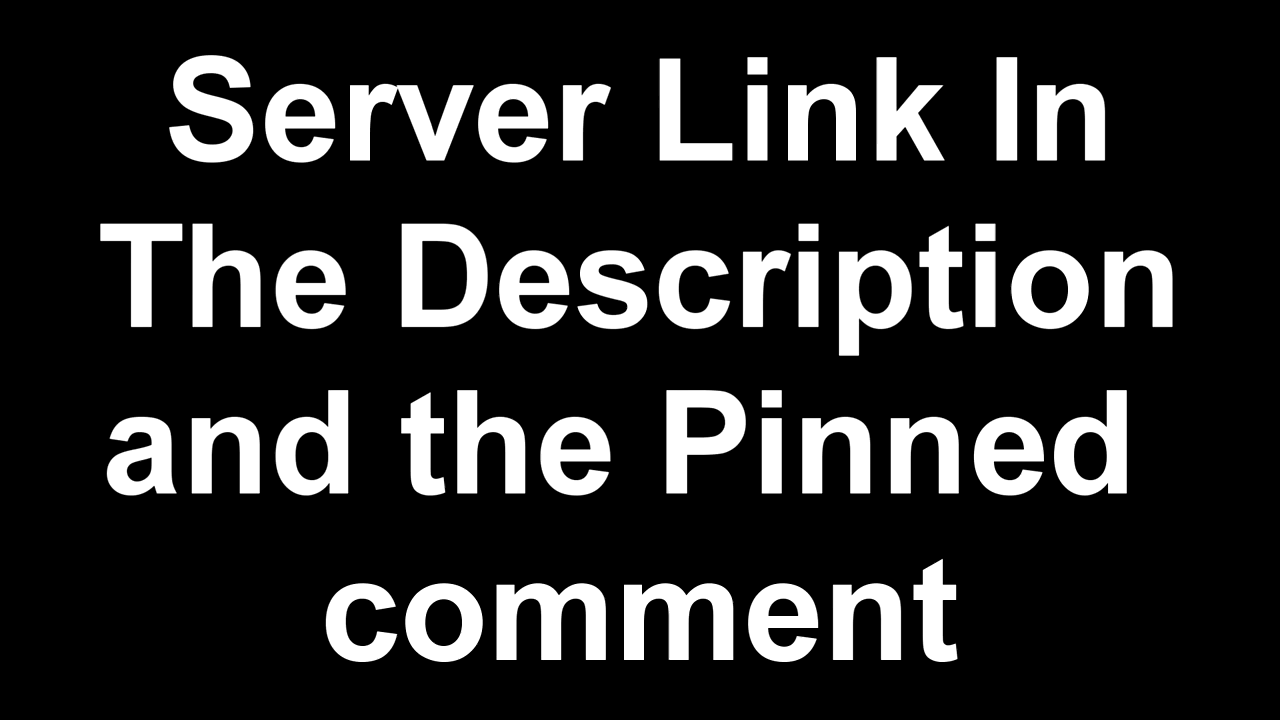 Server Link In
The Description
and the Pinned
comment